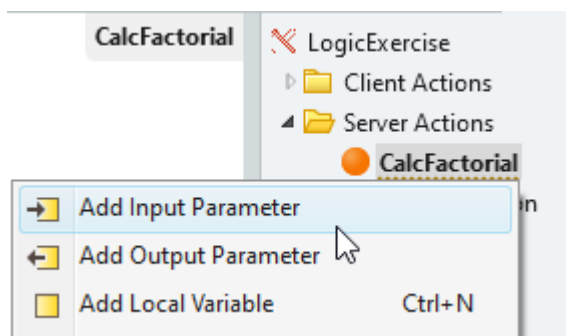 CalcFactorial
LogicExercise
Client Actions
Server Actions
CalcFactorial
Add Input Parameter
Add Output Parameter
Add Local Variable Ctrl+N